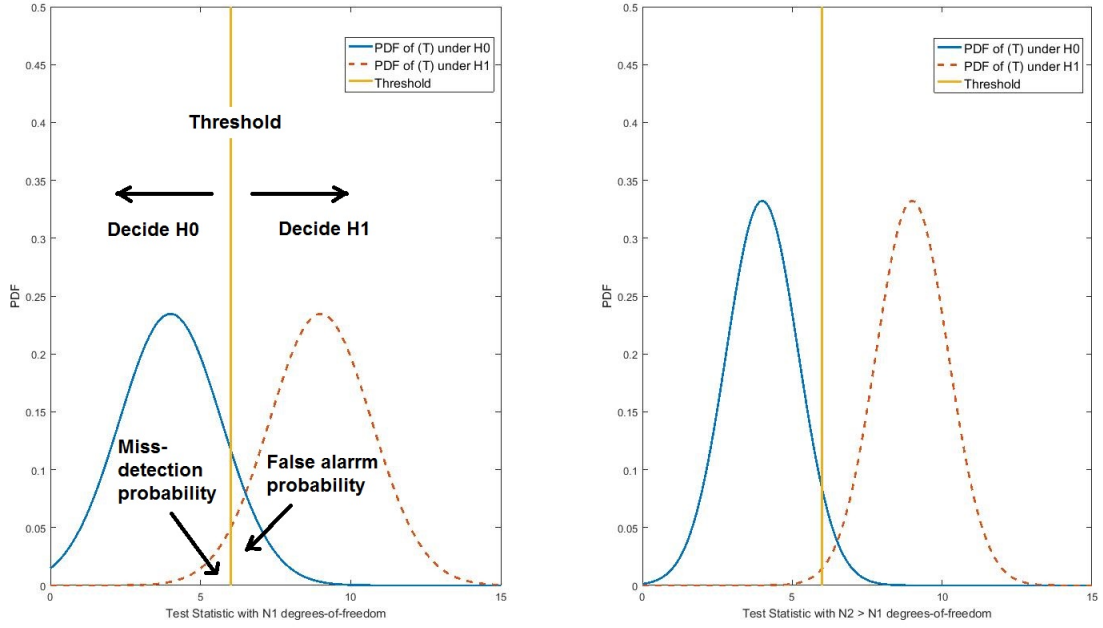 0.5
0.45
0.4
0.35
0.3
0.25
0.2
0.15
0.1
0.05
0
PDF
PDF of (T) under H0
PDF of (T) under H1
Threshold
Threshold
Decide H0
Decide H1
Miss-
detection
probability
False alarrm
probability
0
5
10
15
Test Statistic with N1 degrees-of-freedom
0.5
0.45
0.4
0.35
0.3
0.25
0.2
0.15
0.1
0.05
0
PDF
PDF of (T) under H0
PDF of (T) under H1
Threshold
0
5
10
15
Test Statistic with N2 > N1 degrees-of-freedom